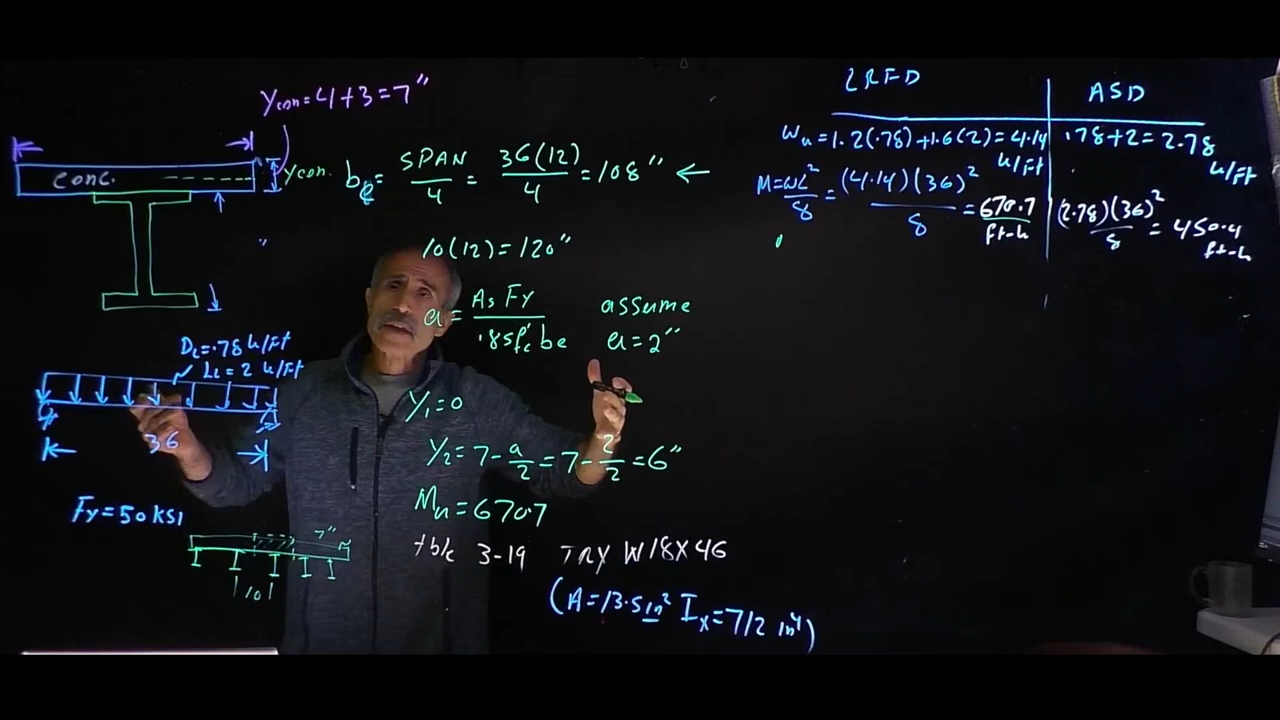 Ycon=4+3=7"
conc.
Ycon.
be = SPAN/4 = 36(12)/4 = 108" ←
10(12)=120"
a = As Fy / .85f'c be
assume
a=2"
DL=.78 k/Ft
LL=2 k/Ft
36
Y1=0
Y2=7-a/2=7-2/2=6"
Fy=50 KSI
Mu=670.7
7"
10
tble 3-19 TRY W18X46
(A=13.5in² Ix=712 in⁴)
LRFD
ASD
Wu=1.2(.78)+1.6(2)=4.14 k/Ft
.78+2=2.78 k/Ft
M=wL²/8=(4.14)(36)²/8=670.7 ft-k
(2.78)(36)²/8=450.4 ft-k